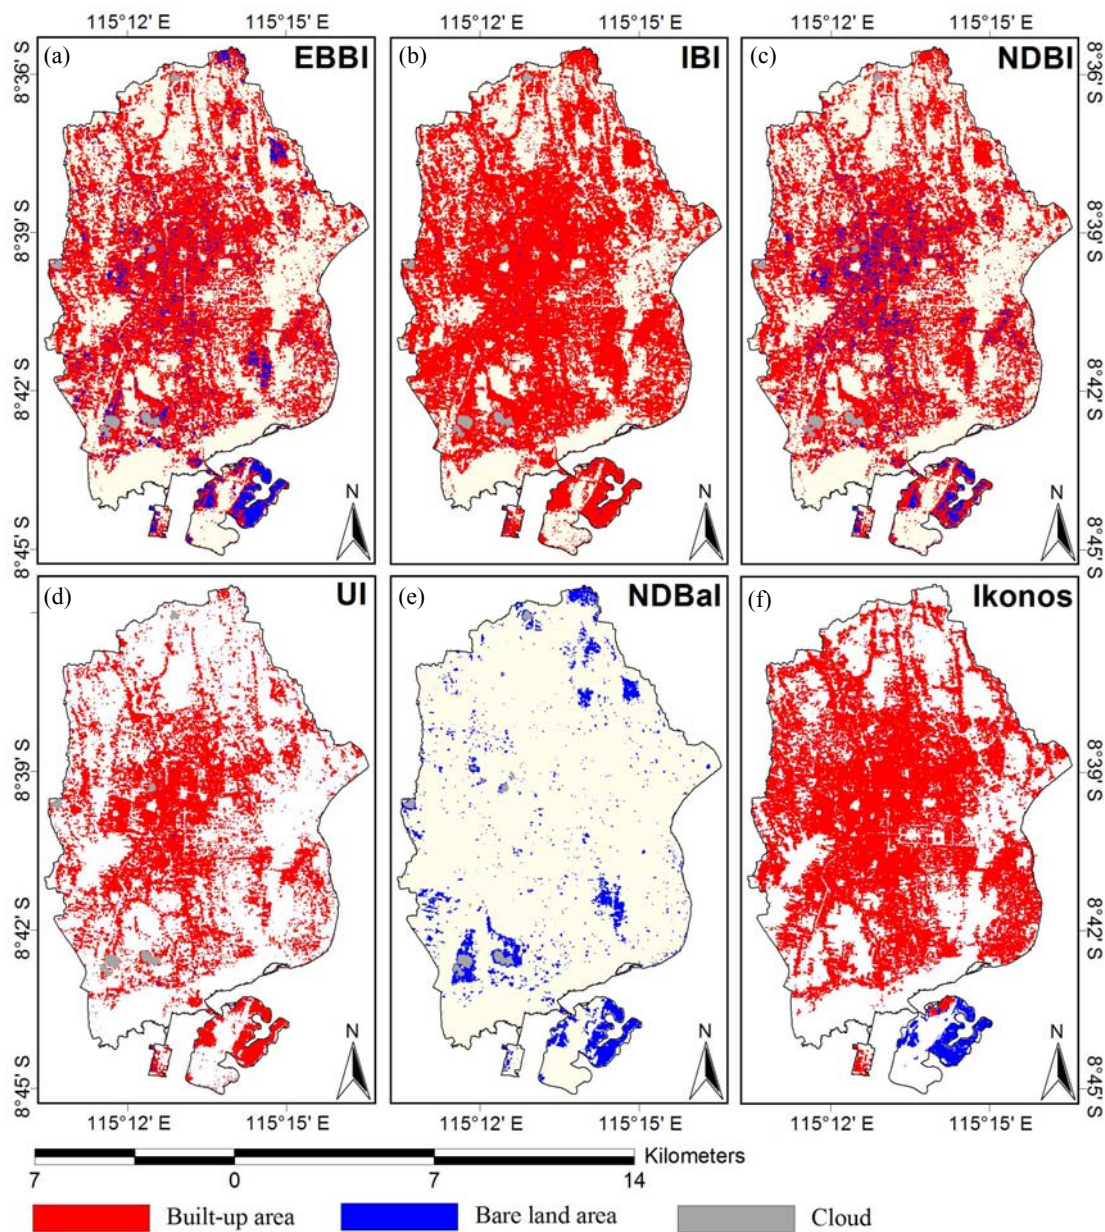 115°12' E 115°15' E 115°12' E 115°15' E 115°12' E 115°15' E
(a) EBBI (b) IBI (c) NDBI
8°36' S 8°36' S
8°39' S 8°39' S
8°42' S 8°42' S
N N N
8°45' S 8°45' S
(d) UI (e) NDBaI (f) Ikonos
8°39' S 8°39' S
8°42' S 8°42' S
N N N
8°45' S 8°45' S
115°12' E 115°15' E 115°12' E 115°15' E 115°12' E 115°15' E
Kilometers
7 0 7 14
Built-up area Bare land area Cloud